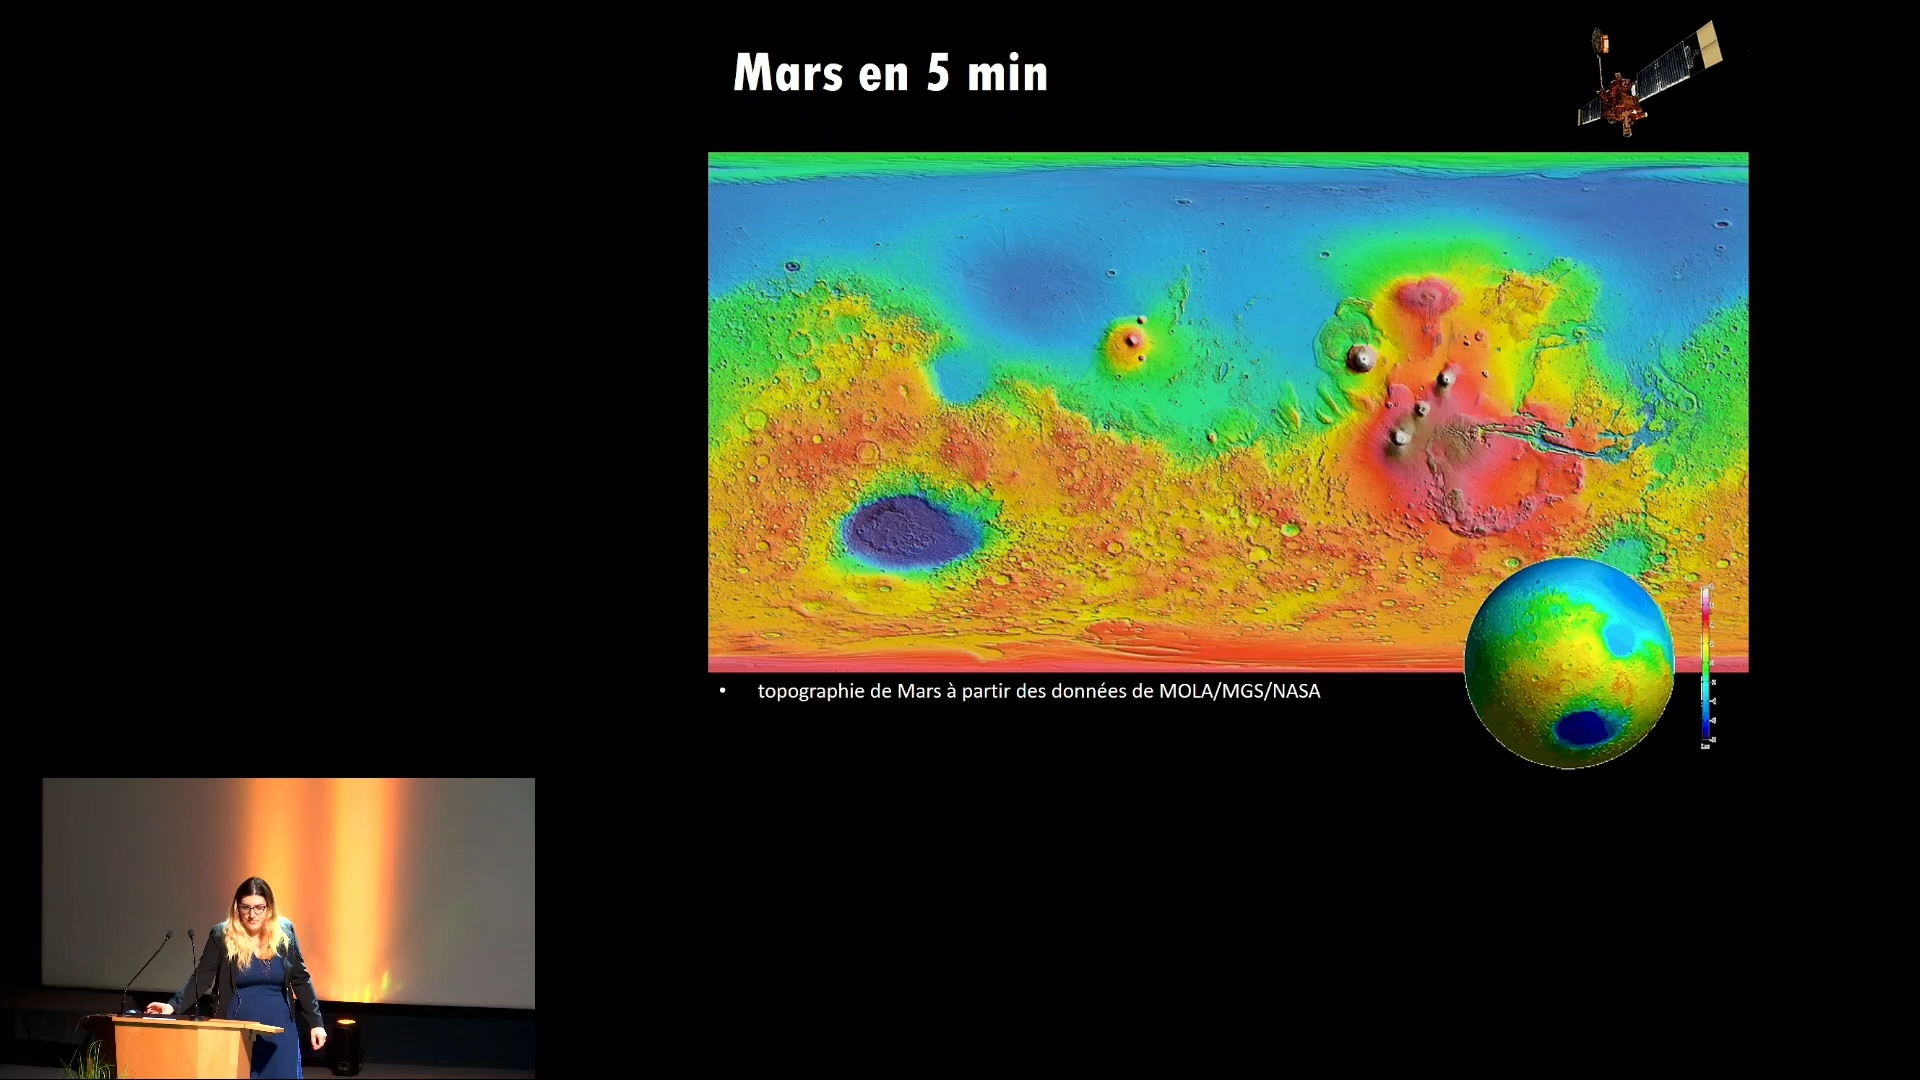 Mars en 5 min
• topographie de Mars à partir des données de MOLA/MGS/NASA